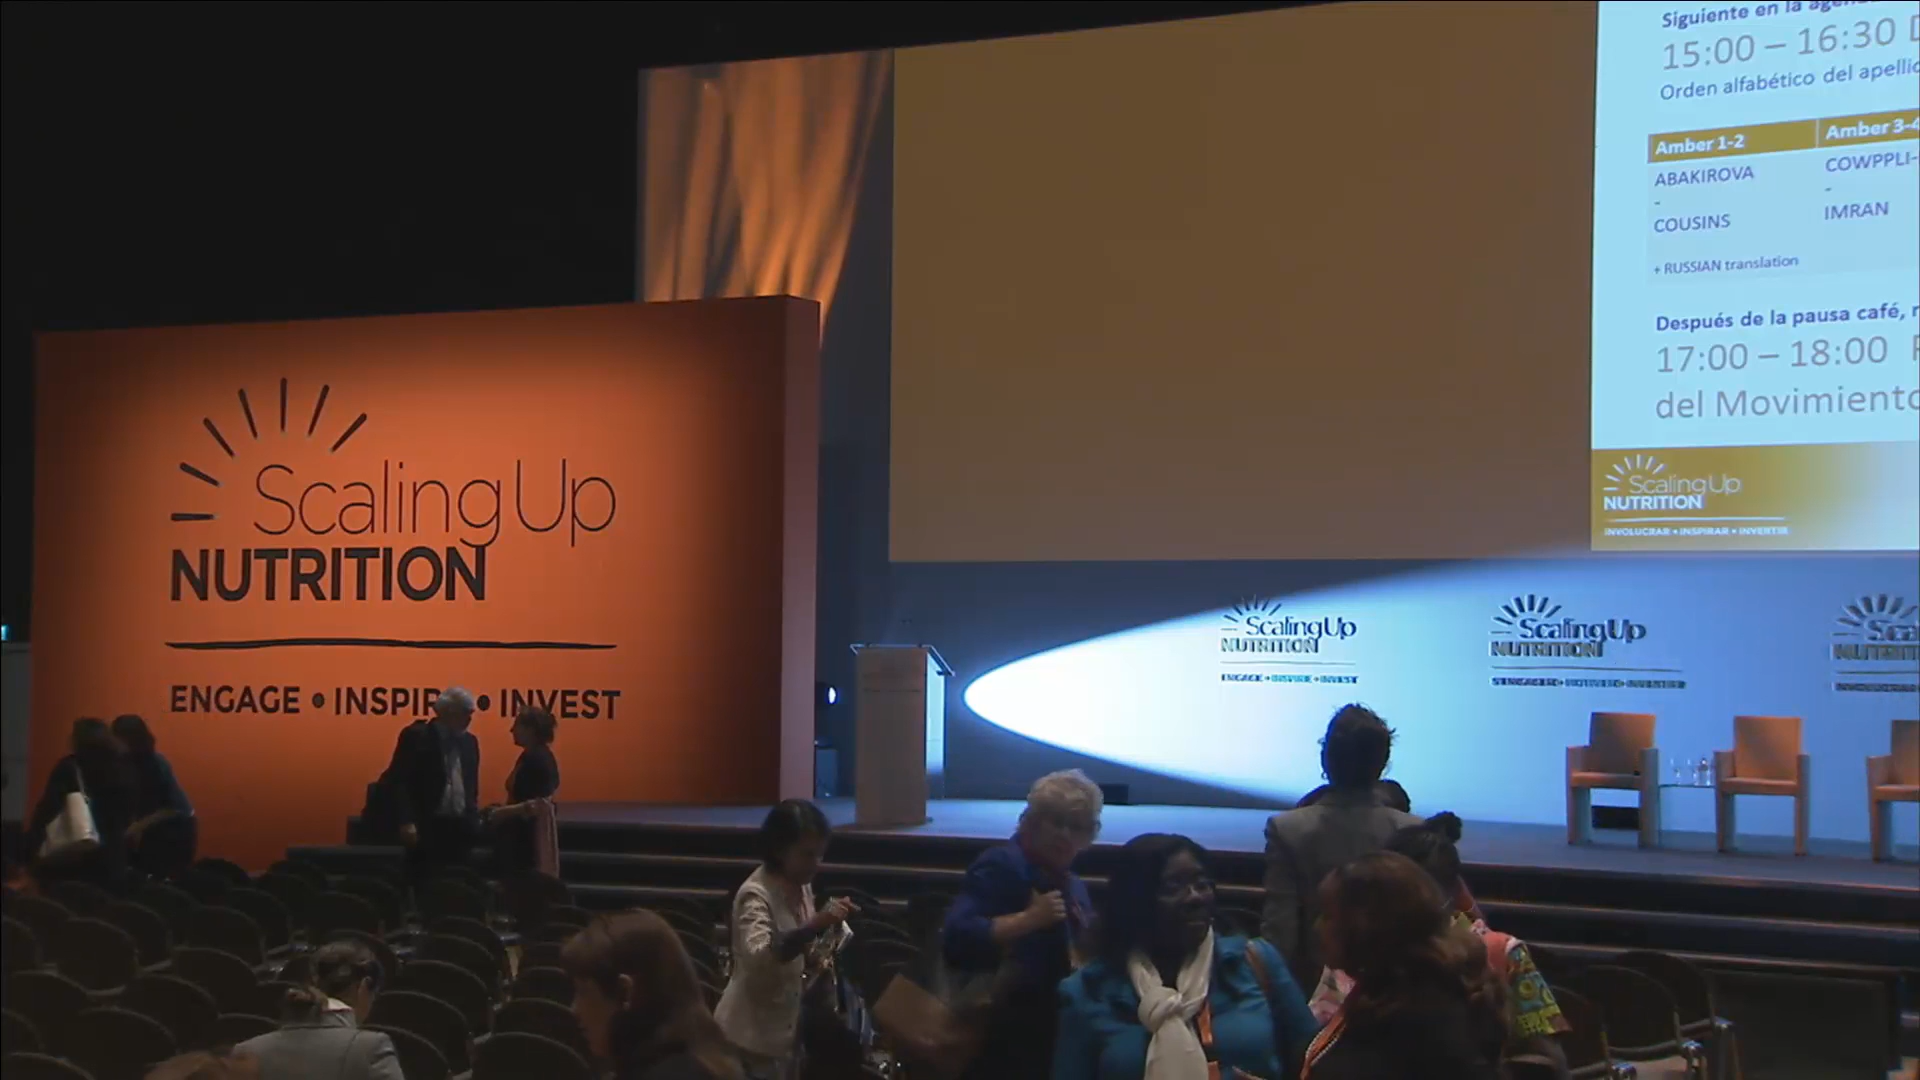 Siguiente en la agenda
15:00 – 16:30
Orden alfabético del
Amber 1-2
Amber 3-4
ABAKIROVA
-
COUSINS
COWPPLI-
-
IMRAN
+ RUSSIAN translation
Después de la pausa café,
17:00 – 18:00
del Movimiento
Scaling Up
NUTRITION
INVOLUCRAR • INSPIRAR • INVERTIR
Scaling Up
NUTRITION
ENGAGE • INSPIR • INVEST
Scaling Up
NUTRITION
ENGAGE • INSPIRE • INVEST
Scaling Up
NUTRITION